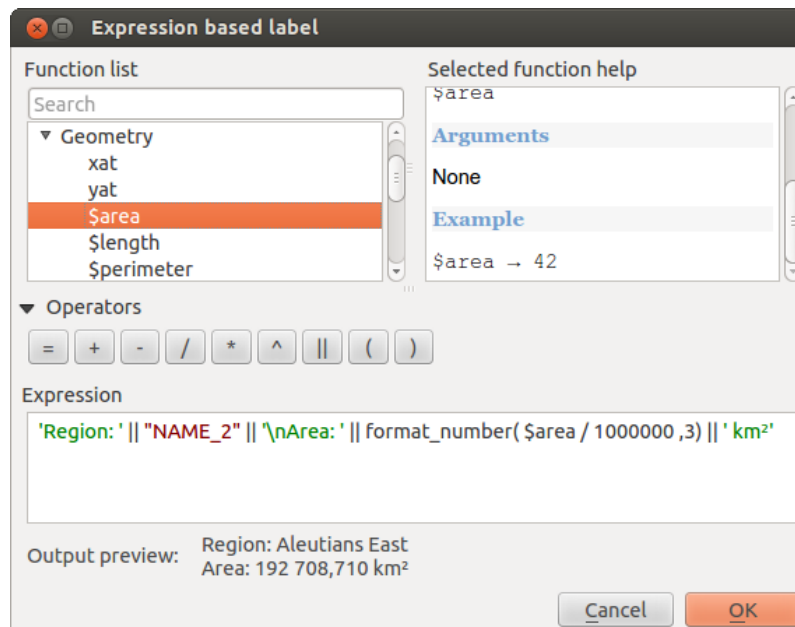 Expression based label
Function list
Search
Geometry
xat
yat
$area
$length
$perimeter
Selected function help
$area
Arguments
None
Example
$area → 42
Operators
= + - / * ^ || ( )
Expression
'Region: ' || "NAME_2" || '\nArea: ' || format_number( $area / 1000000 ,3) || ' km²'
Output preview:
Region: Aleutians East
Area: 192 708,710 km²
Cancel
OK